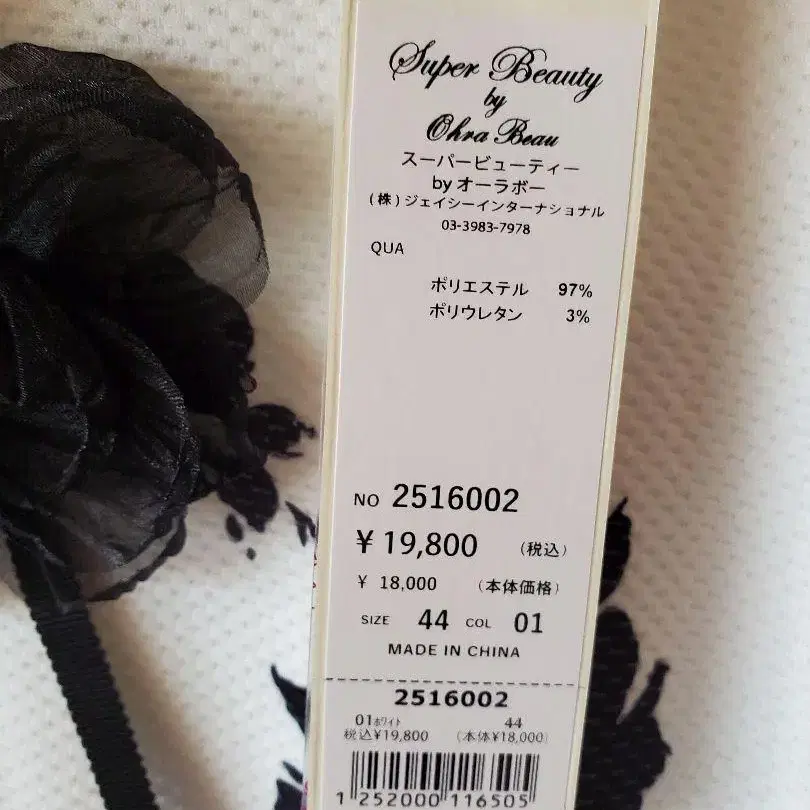 Super Beauty
by
Ohra Beau
スーパービューティー
by オーラボー
(株)ジェイシーインターナショナル
03-3983-7978
QUA
ポリエステル 97%
ポリウレタン 3%
NO 2516002
¥19,800 (税込)
¥ 18,000 (本体価格)
SIZE 44 COL 01
MADE IN CHINA
2516002
01ホワイト 44
税込¥19,800 (本体¥18,000)
1 252000 116505